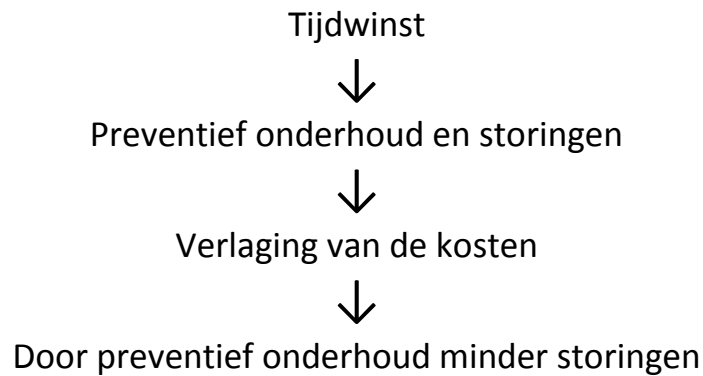 Tijdwinst
Preventief onderhoud en storingen
Verlaging van de kosten
Door preventief onderhoud minder storingen